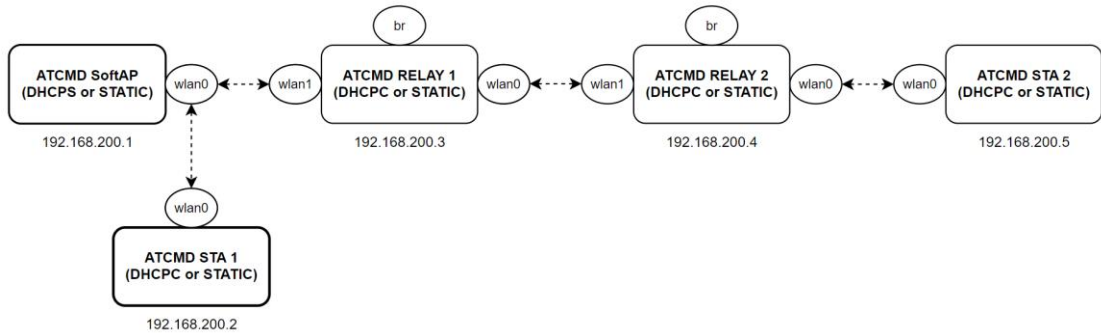 br
br
ATCMD SoftAP
(DHCPS or STATIC)
wlan0
wlan1
ATCMD RELAY 1
(DHCPC or STATIC)
wlan0
wlan1
ATCMD RELAY 2
(DHCPC or STATIC)
wlan0
wlan0
ATCMD STA 2
(DHCPC or STATIC)
192.168.200.1
192.168.200.3
192.168.200.4
192.168.200.5
wlan0
ATCMD STA 1
(DHCPC or STATIC)
192.168.200.2